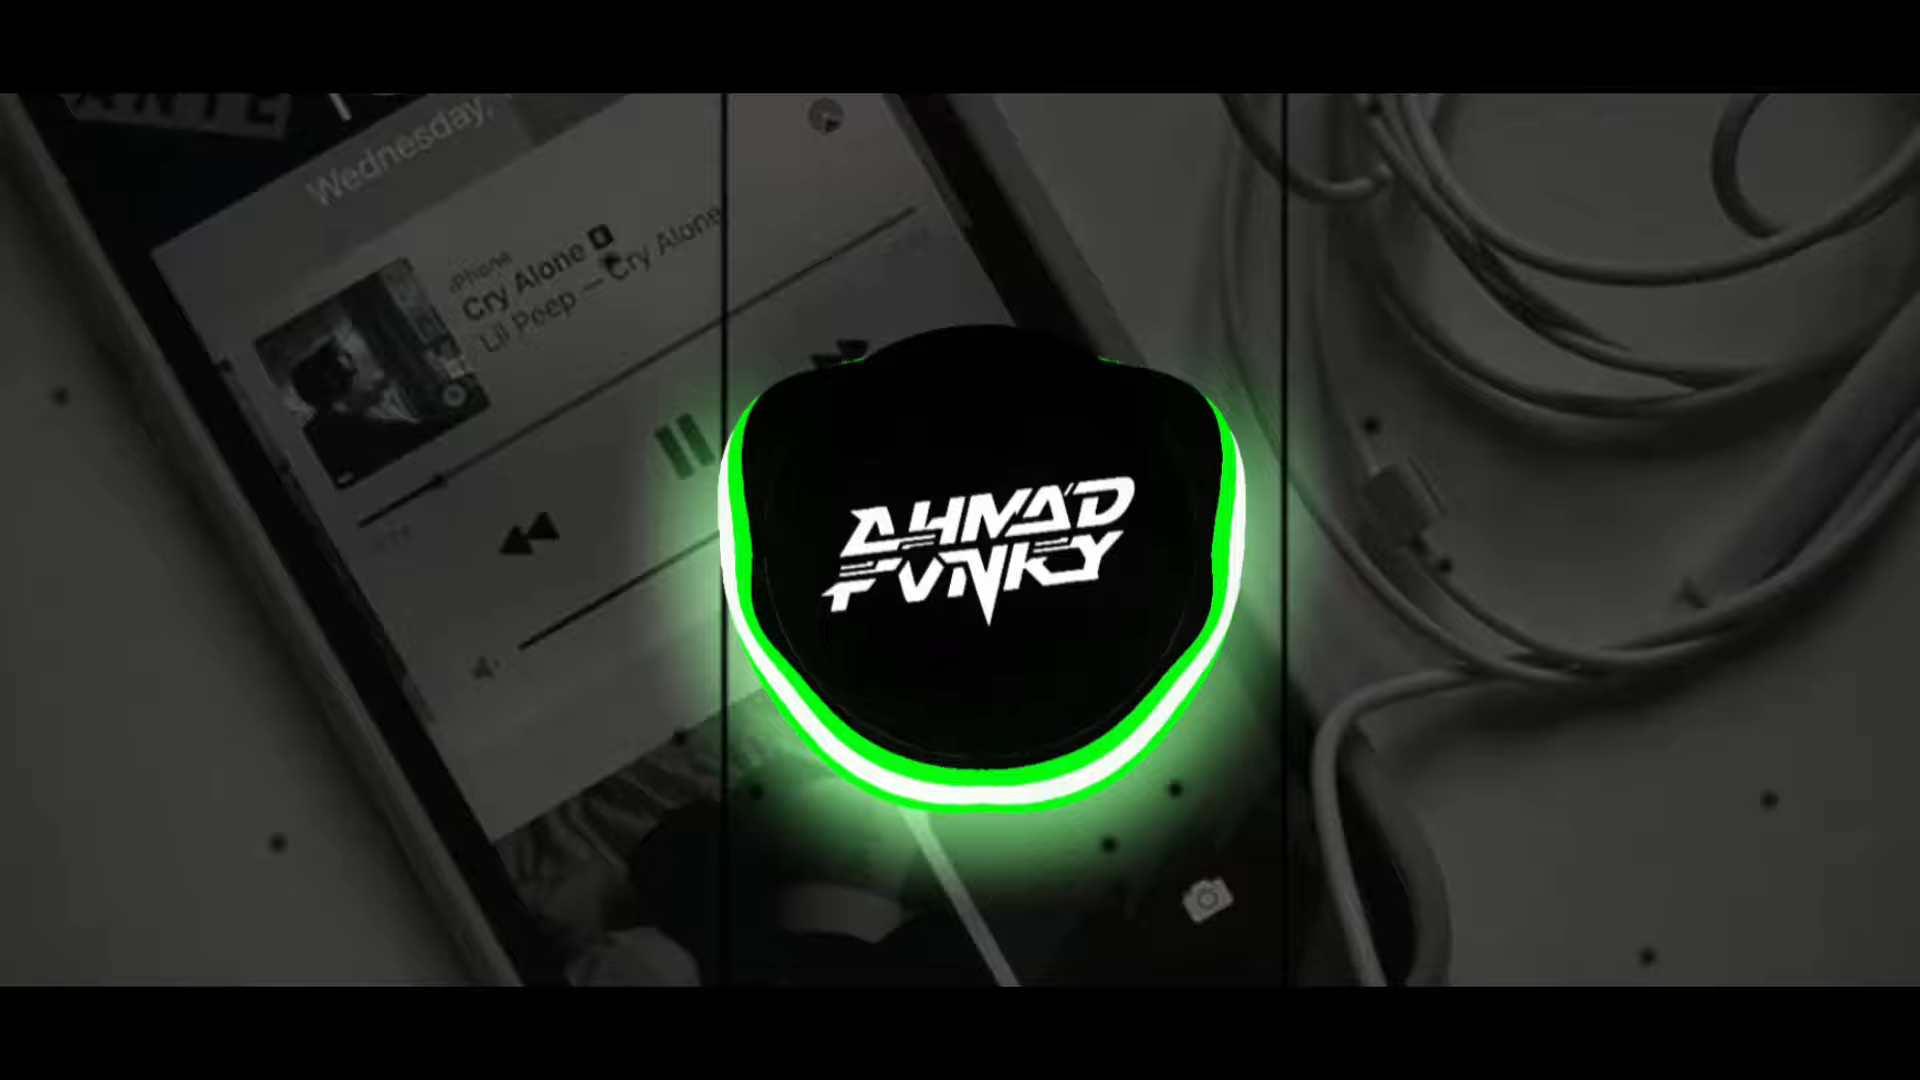 Wednesday,
iPhone
Cry Alone E
Lil Peep — Cry Alone
AHMAD
FVNKY